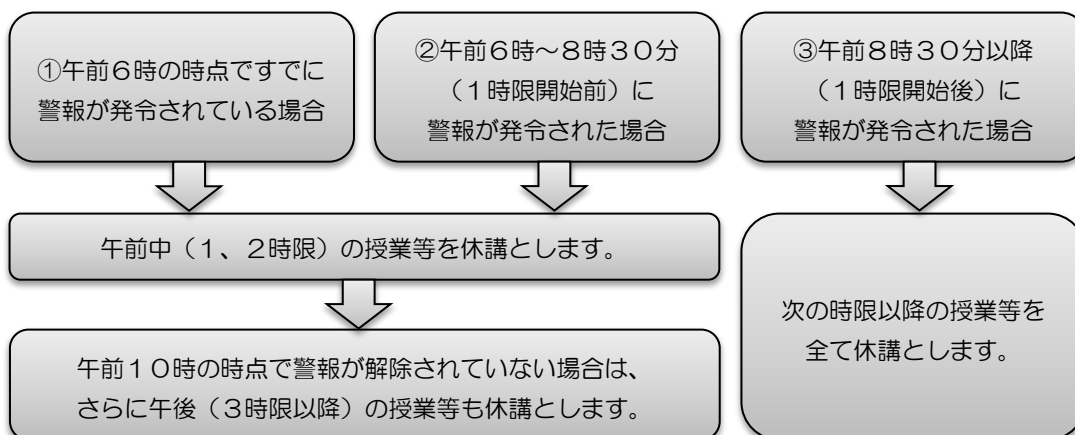 ①午前６時の時点ですでに
警報が発令されている場合
②午前６時～８時３０分
（１時限開始前）に
警報が発令された場合
③午前８時３０分以降
（１時限開始後）に
警報が発令された場合
午前中（１、２時限）の授業等を休講とします。
午前１０時の時点で警報が解除されていない場合は、
さらに午後（３時限以降）の授業等も休講とします。
次の時限以降の授業等を
全て休講とします。